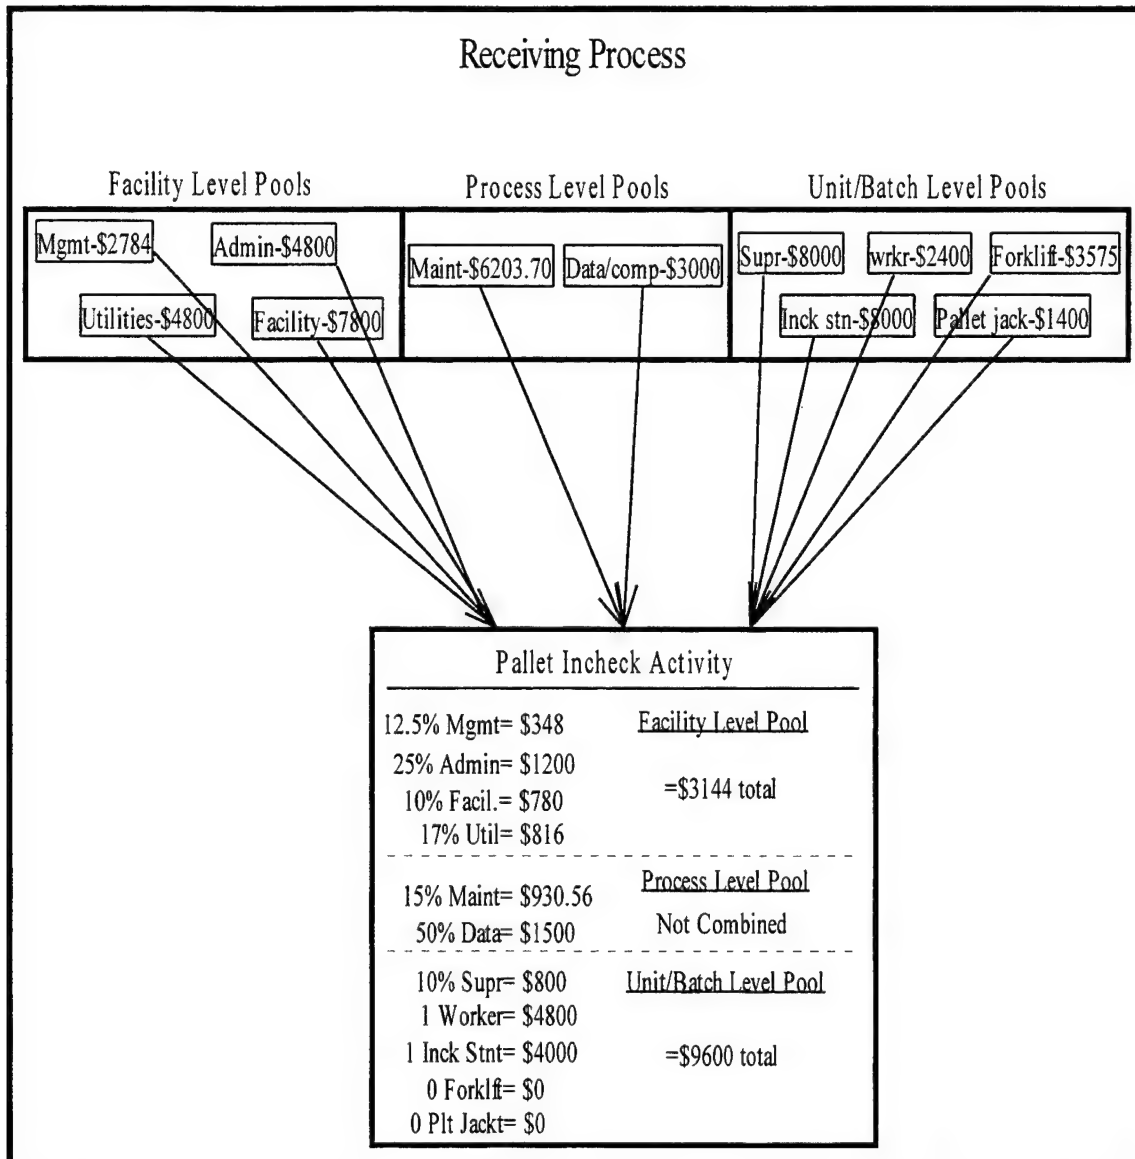 Receiving Process
Facility Level Pools
Process Level Pools
Unit/Batch Level Pools
Mgmt-$2784
Admin-$4800
Utilities-$4800
Facility-$7800
Maint-$6203.70
Data/comp-$3000
Supr-$8000
wrkr-$2400
Forklift-$3575
Inck stn-$8000
Pallet jack-$1400
Pallet Incheck Activity
12.5% Mgmt= $348
25% Admin= $1200
10% Facil.= $780
17% Util= $816
Facility Level Pool
=$3144 total
15% Maint= $930.56
50% Data= $1500
Process Level Pool
Not Combined
10% Supr= $800
1 Worker= $4800
1 Inck Stnt= $4000
0 Forklft= $0
0 Plt Jackt= $0
Unit/Batch Level Pool
=$9600 total